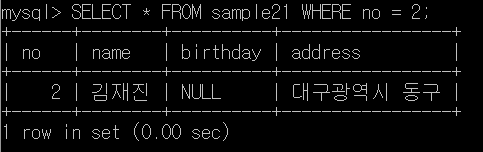 mysql> SELECT * FROM sample21 WHERE no = 2;
+------+--------+----------+-----------------+
| no | name | birthday | address |
+------+--------+----------+-----------------+
| 2 | 김재진 | NULL | 대구광역시 동구 |
+------+--------+----------+-----------------+
1 row in set (0.00 sec)